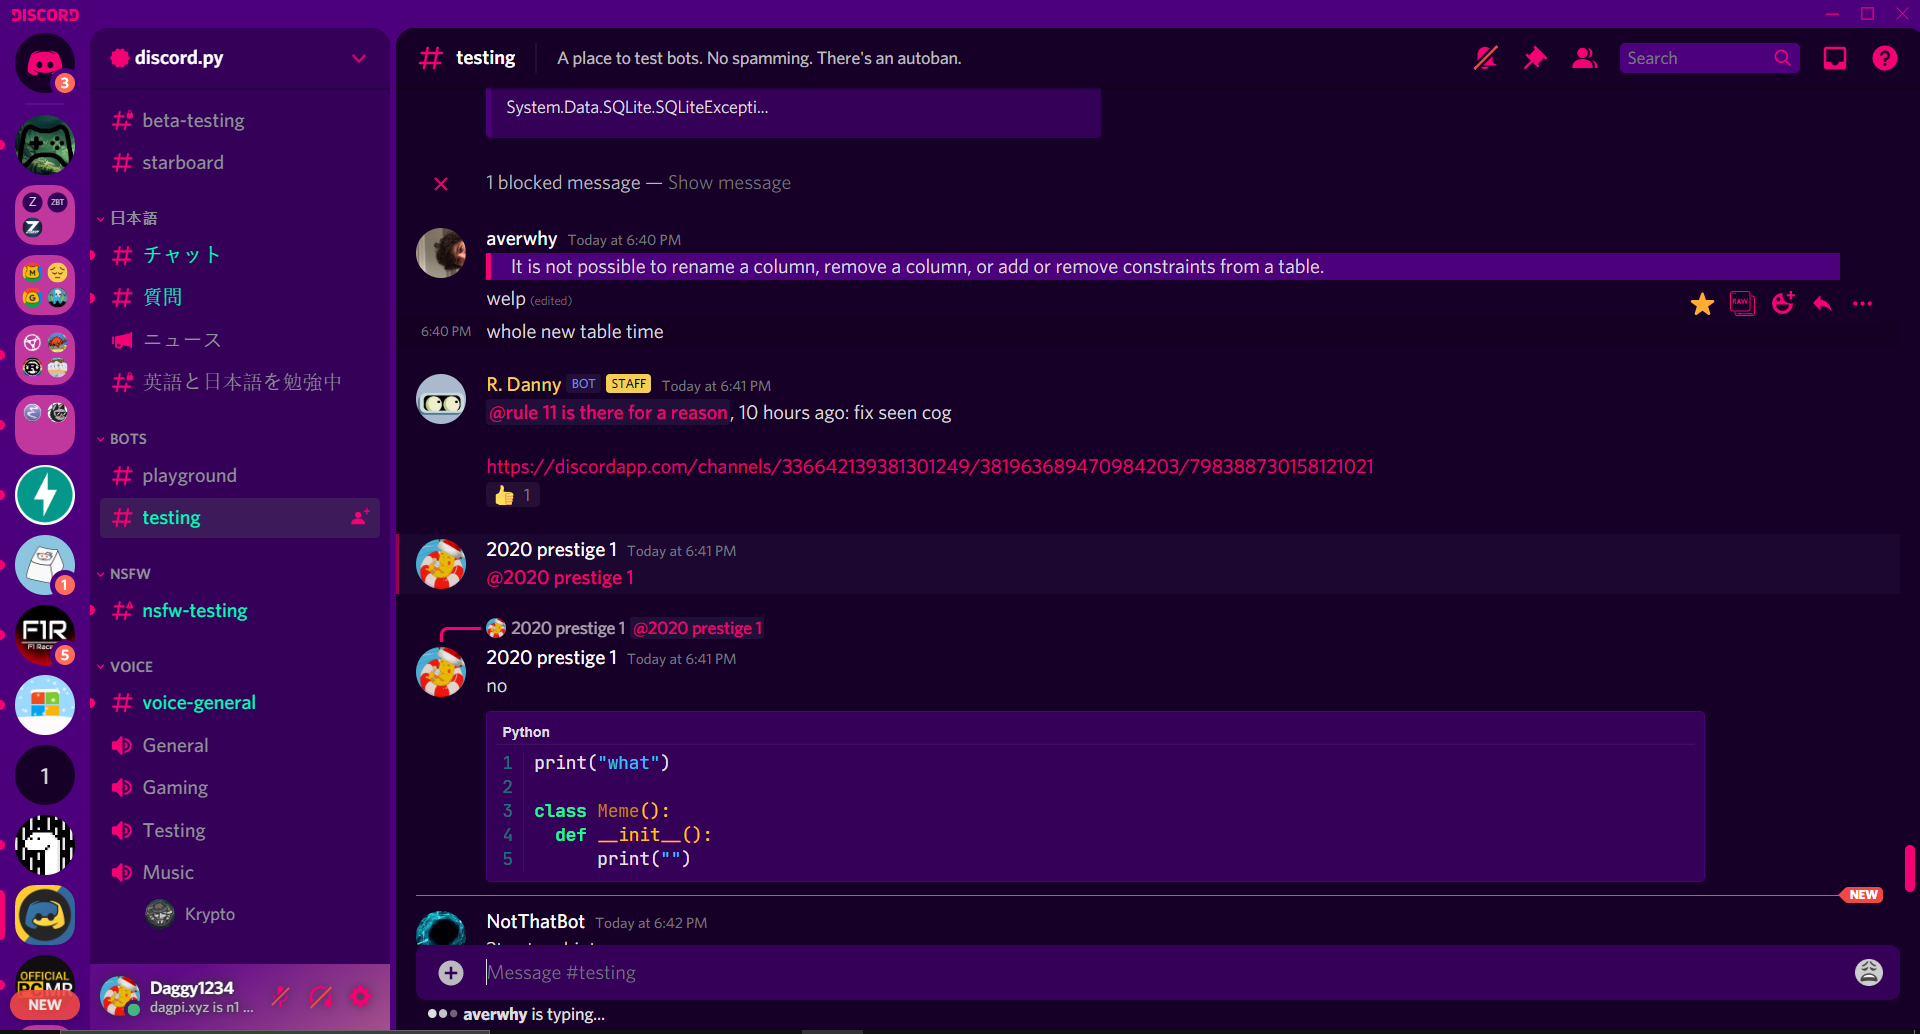 DISCORD
3
Z
ZBT
Z
M
G
1
F1R
F1 Race
5
1
OFFICIAL
PCMR
NEW
discord.py
beta-testing
starboard
日本語
チャット
質問
ニュース
英語と日本語を勉強中
BOTS
playground
testing
NSFW
nsfw-testing
VOICE
voice-general
General
Gaming
Testing
Music
Krypto
Daggy1234
dagpi.xyz is n1 ...
# testing
A place to test bots. No spamming. There's an autoban.
Search
System.Data.SQLite.SQLiteExcepti...
1 blocked message — Show message
averwhy Today at 6:40 PM
It is not possible to rename a column, remove a column, or add or remove constraints from a table.
welp (edited)
RAW
6:40 PM whole new table time
R. Danny BOT STAFF Today at 6:41 PM
@rule 11 is there for a reason, 10 hours ago: fix seen cog
https://discordapp.com/channels/336642139381301249/381963689470984203/798388730158121021
👍 1
2020 prestige 1 Today at 6:41 PM
@2020 prestige 1
2020 prestige 1 @2020 prestige 1
2020 prestige 1 Today at 6:41 PM
no
Python
1 print("what")
2
3 class Meme():
4 def __init__():
5 print("")
NEW
NotThatBot Today at 6:42 PM
Message #testing
averwhy is typing...